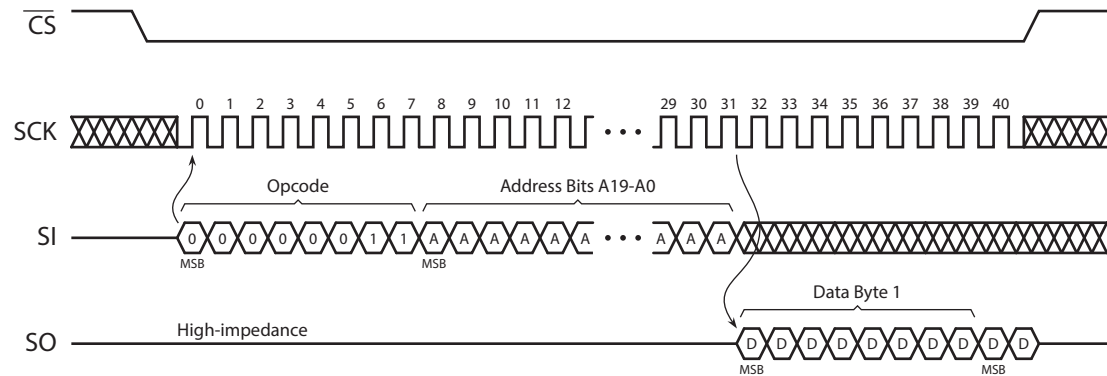 CS
0 1 2 3 4 5 6 7 8 9 10 11 12 29 30 31 32 33 34 35 36 37 38 39 40
SCK
Opcode Address Bits A19-A0
SI 0 0 0 0 0 0 1 1 A A A A A A A A A
MSB MSB
Data Byte 1
High-impedance
SO D D D D D D D D D D
MSB MSB